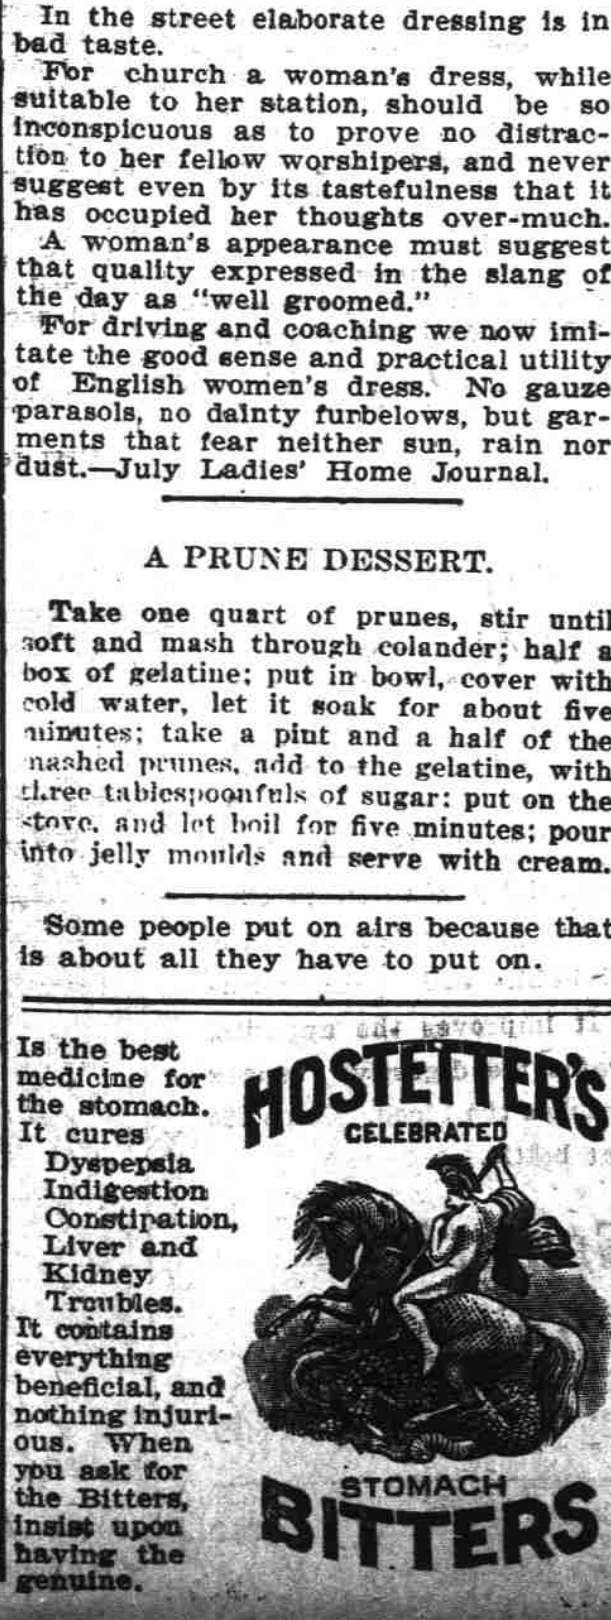 In the street elaborate dressing is in
bad taste.
For church a woman's dress, while
suitable to her station, should be so
inconspicuous as to prove no distrac-
tion to her fellow worshipers, and never
suggest even by its tastefulness that it
has occupied her thoughts over-much.
A woman's appearance must suggest
that quality expressed in the slang of
the day as "well groomed."
For driving and coaching we now imi-
tate the good sense and practical utility
of English women's dress. No gauze
parasols, no dainty furbelows, but gar-
ments that fear neither sun, rain nor
dust.—July Ladies' Home Journal.
A PRUNE DESSERT.
Take one quart of prunes, stir until
soft and mash through colander; half a
box of gelatine; put in bowl, cover with
cold water, let it soak for about five
minutes; take a pint and a half of the
mashed prunes, add to the gelatine, with
three tablespoonfuls of sugar: put on the
stove, and let boil for five minutes; pour
into jelly moulds and serve with cream.
Some people put on airs because that
is about all they have to put on.
Is the best
medicine for
the stomach.
It cures
Dyspepsia
Indigestion
Constipation,
Liver and
Kidney
Troubles.
It contains
everything
beneficial, and
nothing injuri-
ous. When
you ask for
the Bitters,
insist upon
having the
genuine.
HOSTETTER'S
CELEBRATED
STOMACH
BITTERS